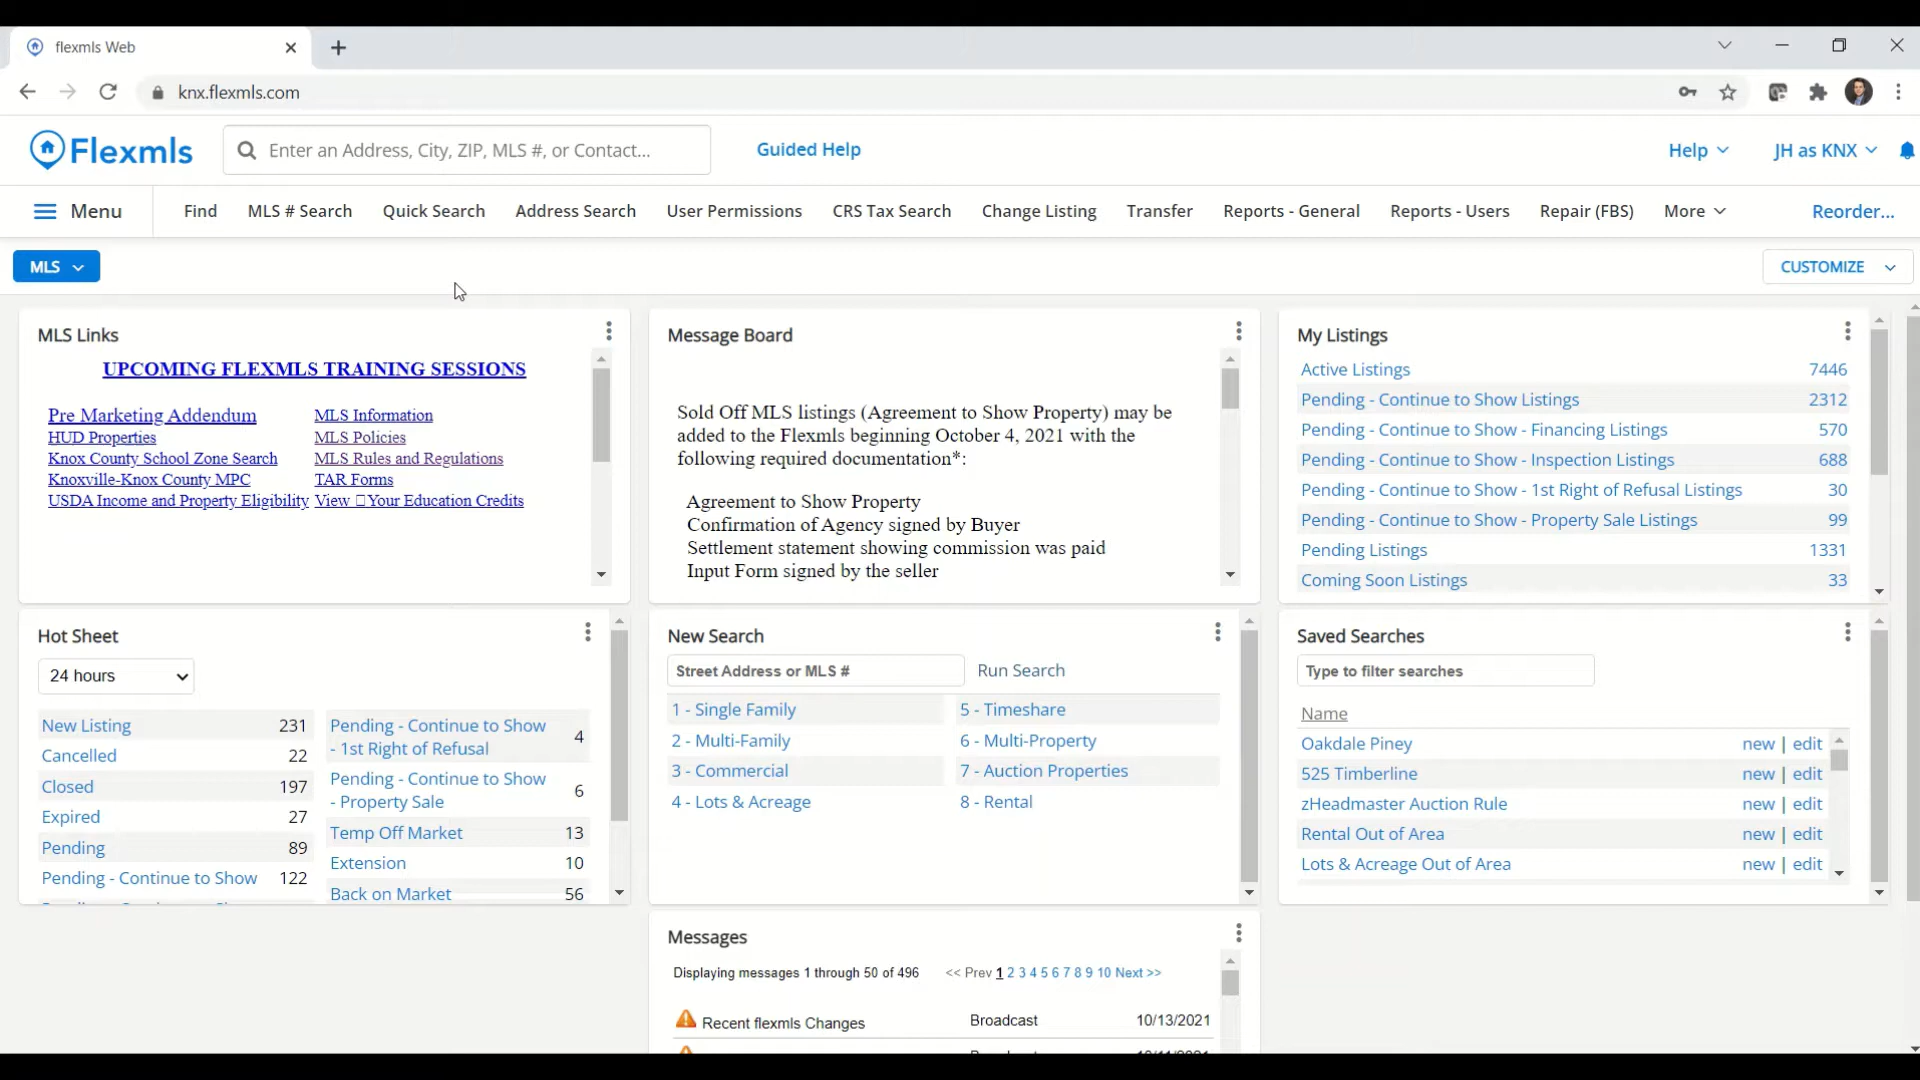 flexmls Web
knx.flexmls.com
Flexmls
Enter an Address, City, ZIP, MLS #, or Contact...
Guided Help
Help
JH as KNX
Menu
Find
MLS # Search
Quick Search
Address Search
User Permissions
CRS Tax Search
Change Listing
Transfer
Reports - General
Reports - Users
Repair (FBS)
More
Reorder...
MLS
CUSTOMIZE
MLS Links
UPCOMING FLEXMLS TRAINING SESSIONS
Pre Marketing Addendum
MLS Information
HUD Properties
MLS Policies
Knox County School Zone Search
MLS Rules and Regulations
Knoxville-Knox County MPC
TAR Forms
USDA Income and Property Eligibility
View Your Education Credits
Message Board
Sold Off MLS listings (Agreement to Show Property) may be
added to the Flexmls beginning October 4, 2021 with the
following required documentation*:
Agreement to Show Property
Confirmation of Agency signed by Buyer
Settlement statement showing commission was paid
Input Form signed by the seller
My Listings
Active Listings 7446
Pending - Continue to Show Listings 2312
Pending - Continue to Show - Financing Listings 570
Pending - Continue to Show - Inspection Listings 688
Pending - Continue to Show - 1st Right of Refusal Listings 30
Pending - Continue to Show - Property Sale Listings 99
Pending Listings 1331
Coming Soon Listings 33
Hot Sheet
24 hours
New Listing 231
Cancelled 22
Closed 197
Expired 27
Pending 89
Pending - Continue to Show 122
Pending - Continue to Show
- 1st Right of Refusal 4
Pending - Continue to Show
- Property Sale 6
Temp Off Market 13
Extension 10
Back on Market 56
New Search
Street Address or MLS #
Run Search
1 - Single Family
5 - Timeshare
2 - Multi-Family
6 - Multi-Property
3 - Commercial
7 - Auction Properties
4 - Lots & Acreage
8 - Rental
Saved Searches
Type to filter searches
Name
Oakdale Piney new | edit
525 Timberline new | edit
zHeadmaster Auction Rule new | edit
Rental Out of Area new | edit
Lots & Acreage Out of Area new | edit
Messages
Displaying messages 1 through 50 of 496 << Prev 1 2 3 4 5 6 7 8 9 10 Next >>
Recent flexmls Changes Broadcast 10/13/2021